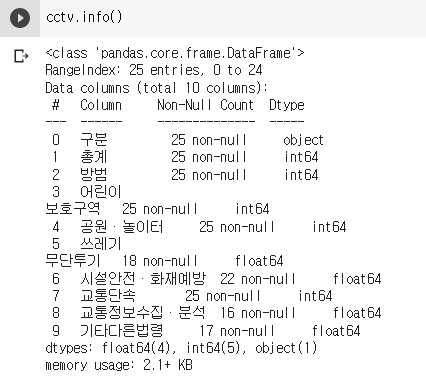 cctv.info()
<class 'pandas.core.frame.DataFrame'>
RangeIndex: 25 entries, 0 to 24
Data columns (total 10 columns):
 #   Column     Non-Null Count  Dtype
---  ------     --------------  -----
 0   구분         25 non-null     object
 1   총계         25 non-null     int64
 2   방범         25 non-null     int64
 3   어린이
보호구역   25 non-null     int64
 4   공원·놀이터     25 non-null     int64
 5   쓰레기
무단투기   18 non-null     float64
 6   시설안전·화재예방  22 non-null     float64
 7   교통단속       25 non-null     int64
 8   교통정보수집·분석  16 non-null     float64
 9   기타다른법령     17 non-null     float64
dtypes: float64(4), int64(5), object(1)
memory usage: 2.1+ KB